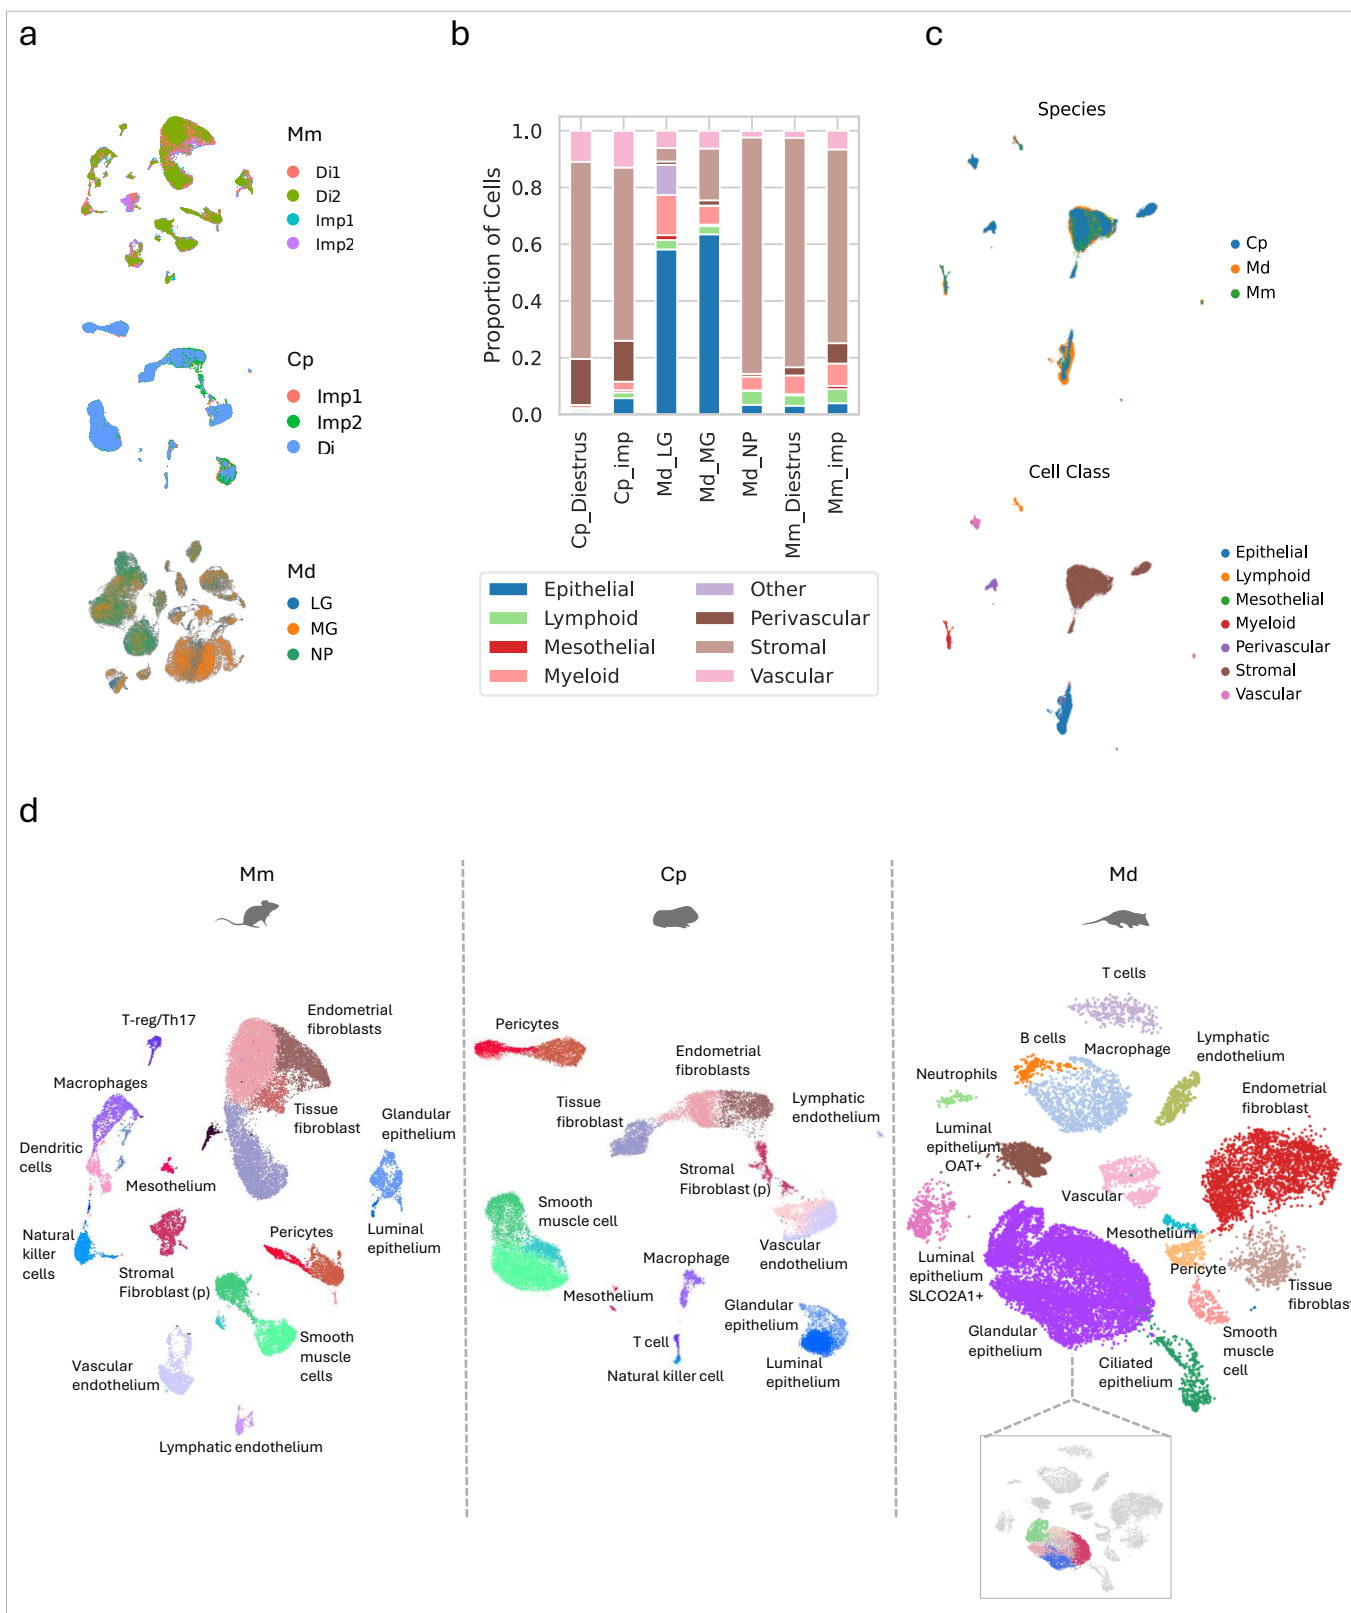 a
b
c
Mm
Di1
Di2
Imp1
Imp2
Cp
Imp1
Imp2
Di
Md
LG
MG
NP
Proportion of Cells
1.0
0.8
0.6
0.4
0.2
0.0
Cp_Diestrus
Cp_imp
Md_LG
Md_MG
Md_NP
Mm_Diestrus
Mm_imp
Epithelial
Lymphoid
Mesothelial
Myeloid
Other
Perivascular
Stromal
Vascular
Species
Cp
Md
Mm
Cell Class
Epithelial
Lymphoid
Mesothelial
Myeloid
Perivascular
Stromal
Vascular
d
Mm
T-reg/Th17
Endometrial
fibroblasts
Macrophages
Tissue
fibroblast
Glandular
epithelium
Dendritic
cells
Mesothelium
Natural
killer
cells
Stromal
Fibroblast (p)
Pericytes
Luminal
epithelium
Vascular
endothelium
Smooth
muscle
cells
Lymphatic endothelium
Cp
Pericytes
Endometrial
fibroblasts
Tissue
fibroblast
Lymphatic
endothelium
Stromal
Fibroblast (p)
Smooth
muscle cell
Vascular
endothelium
Macrophage
Mesothelium
Glandular
epithelium
T cell
Natural killer cell
Luminal
epithelium
Md
T cells
B cells
Macrophage
Lymphatic
endothelium
Neutrophils
Endometrial
fibroblast
Luminal
epithelium
OAT+
Vascular
Mesothelium
Pericyte
Luminal
epithelium
SLCO2A1+
Tissue
fibroblast
Glandular
epithelium
Ciliated
epithelium
Smooth
muscle
cell